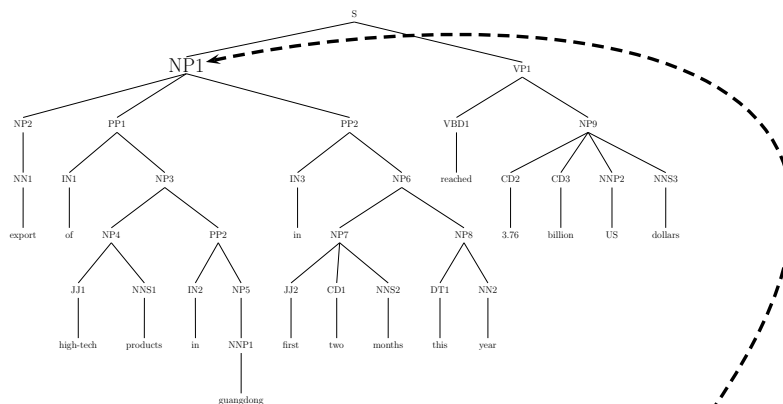 S
NP1 VP1
NP2 PP1 PP2 VBD1 NP9
NN1 IN1 NP3 IN3 NP6 reached CD2 CD3 NNP2 NNS3
export of NP4 PP2 in NP7 NP8 3.76 billion US dollars
JJ1 NNS1 IN2 NP5 JJ2 CD1 NNS2 DT1 NN2
high-tech products in NNP1 first two months this year
guangdong